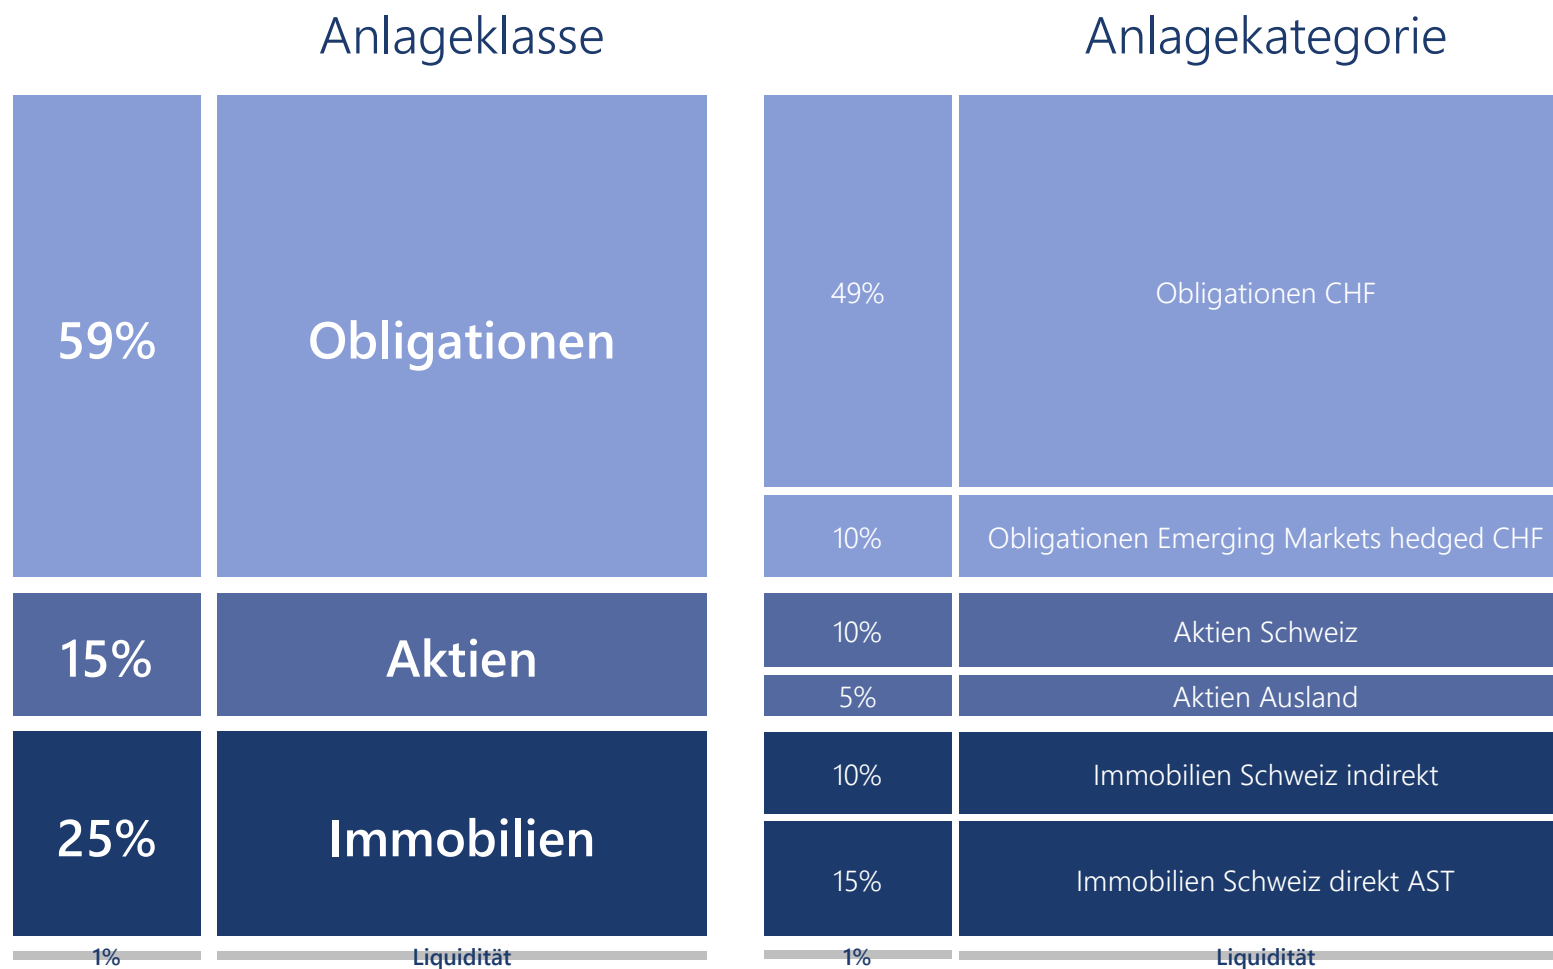 Anlageklasse
59% Obligationen
15% Aktien
25% Immobilien
1% Liquidität
Anlagekategorie
49% Obligationen CHF
10% Obligationen Emerging Markets hedged CHF
10% Aktien Schweiz
5% Aktien Ausland
10% Immobilien Schweiz indirekt
15% Immobilien Schweiz direkt AST
1% Liquidität